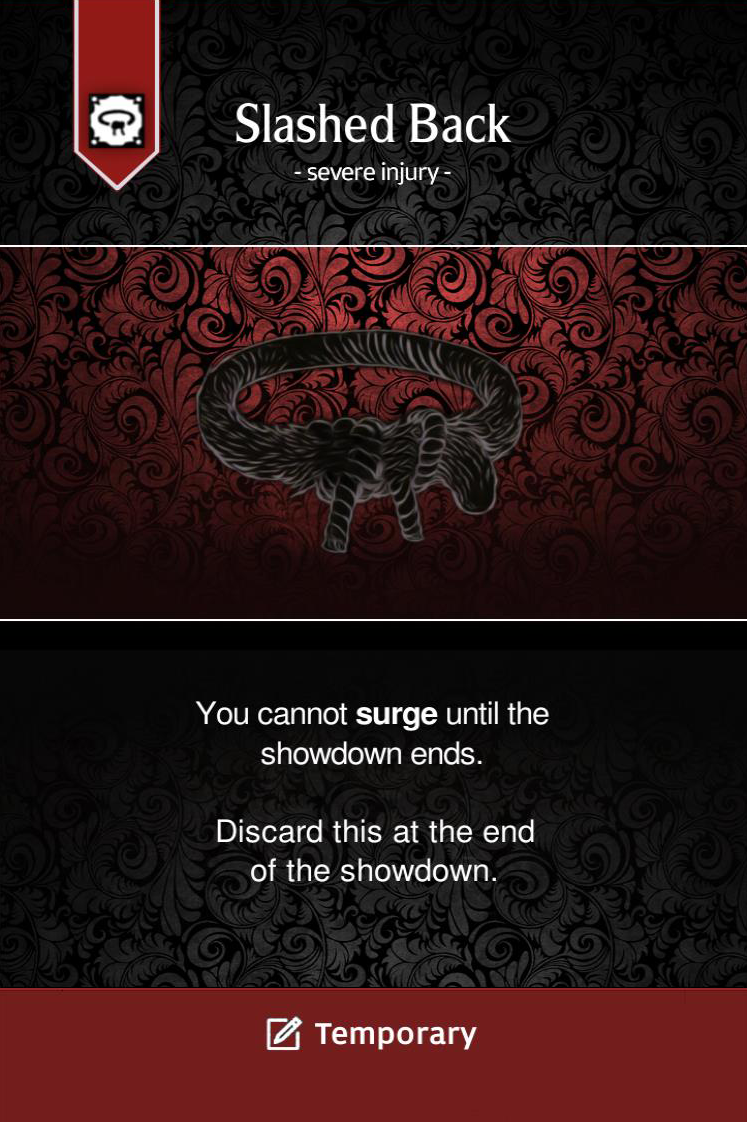 Slashed Back
- severe injury -
You cannot surge until the
showdown ends.
Discard this at the end
of the showdown.
Temporary